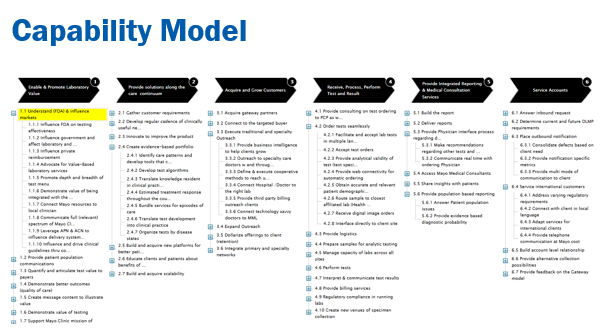 Capability Model
1
Enable & Promote Laboratory
Value
1.1 Understand (FDA) & influence
markets
1.1.1 Influence FDA on testing
effectiveness
1.1.2 Influence government and
affect laboratory and ...
1.1.3 Influence private
reimbursement
1.1.4 Advocate for Value-Based
laboratory services
1.1.5 Promote depth and breadth of
test menu
1.1.6 Demonstrate value of being
integrated with the ...
1.1.7 Connect Mayo resources to
local clinician
1.1.8 Communicate full (relevant)
spectrum of Mayo Cl...
1.1.9 Leverage APN & ACN to
influence delivery system...
1.1.10 Influence and drive clinical
guidelines thru co...
1.2 Provide patient population
communications
1.3 Quantify and articulate test value to
payers
1.4 Demonstrate better outcomes
(quality of care)
1.5 Create message content to illustrate
value
1.6 Demonstrate value of testing
1.7 Support Mayo Clinic mission of
2
Provide solutions along the
care continuum
2.1 Gather customer requirements
2.2 Develop regular cadence of clinically
useful ne...
2.3 Innovate to improve the product
2.4 Create evidence-based portfolio
2.4.1 Identify care patterns and
develop tools that c...
2.4.2 Develop test algorithms
2.4.3 Translate knowledge resident
in clinical practi...
2.4.4 Estimated treatment response
throughout the cou...
2.4.5 Bundle services for episodes of
care
2.4.6 Translate test development
into clinical practice
2.4.7 Organize tests by disease
states
2.5 Build and acquire new platforms for
better pati...
2.6 Educate clients and patients about
benefits of ...
2.7 Build and acquire scalability
3
Acquire and Grow Customers
3.1 Acquire gateway partners
3.2 Connect to the targeted buyer
3.3 Execute traditional and specialty
Outreach
3.3.1 Provide business intelligence
to help clients grow
3.3.2 Outreach to specialty care
doctors w and throug...
3.3.3 Define & execute cooperative
methods to reach a...
3.3.4 Connect Hospital /Doctor to
the right lab
3.3.5 Provide third party billing
outreach clients
3.3.6 Connect technology savvy
doctors to MML
3.4 Expand Outreach
3.5 Dollarize offerings to client
(retention)
3.6 Integrate primary and specialty
networks
4
Receive, Process, Perform
Test and Result
4.1 Provide consulting on test ordering
to PCP as w...
4.2 Order tests seamlessly
4.2.1 Facilitate and accept lab tests
in multiple lan...
4.2.2 Accept test orders
4.2.3 Provide analytical validity of
test (test speci...
4.2.4 Provide web connectivity for
automatic ordering
4.2.5 Obtain accurate and relevant
patient demographi...
4.2.6 Route sample to closest
affiliated lab (Health ...
4.2.7 Receive digital image orders
4.2.8 Interface directly to client site
4.3 Provide logistics
4.4 Prepare samples for analytic testing
4.5 Manage capacity of labs across all
sites
4.6 Perform tests
4.7 Interpret & communicate test results
4.8 Provide billing services
4.9 Regulatory compliance in running
labs
4.10 Create new venues of specimen
collection
5
Provide Integrated Reporting
& Medical Consultation
Services
5.1 Build the report
5.2 Deliver reports
5.3 Provide Physician interface process
regarding d...
5.3.1 Make recommendations
regarding other tests and ...
5.3.2 Communicate real time with
ordering Physician
5.4 Access Mayo Medical Consultants
5.5 Share insights with patients
5.6 Provide population based reporting
5.6.1 Answer Patient population
issues
5.6.2 Provide evidence based
diagnostic probability
6
Service Accounts
6.1 Answer inbound request
6.2 Determine current and future DLMP
requirements
6.3 Place outbound notification
6.3.1 Consolidate defects based on
client need
6.3.2 Provide notification specific
metrics
6.3.3 Provide multi mode of
communication to client
6.4 Service international customers
6.4.1 Address varying regulatory
requirements
6.4.2 Connect with client in local
language
6.4.3 Adapt services for
international clients
6.4.4 Provide telephone
communication at Mayo cost
6.5 Build account level relationship
6.6 Provide alternative collection
possibilities
6.7 Provide feedback on the Gateway
model